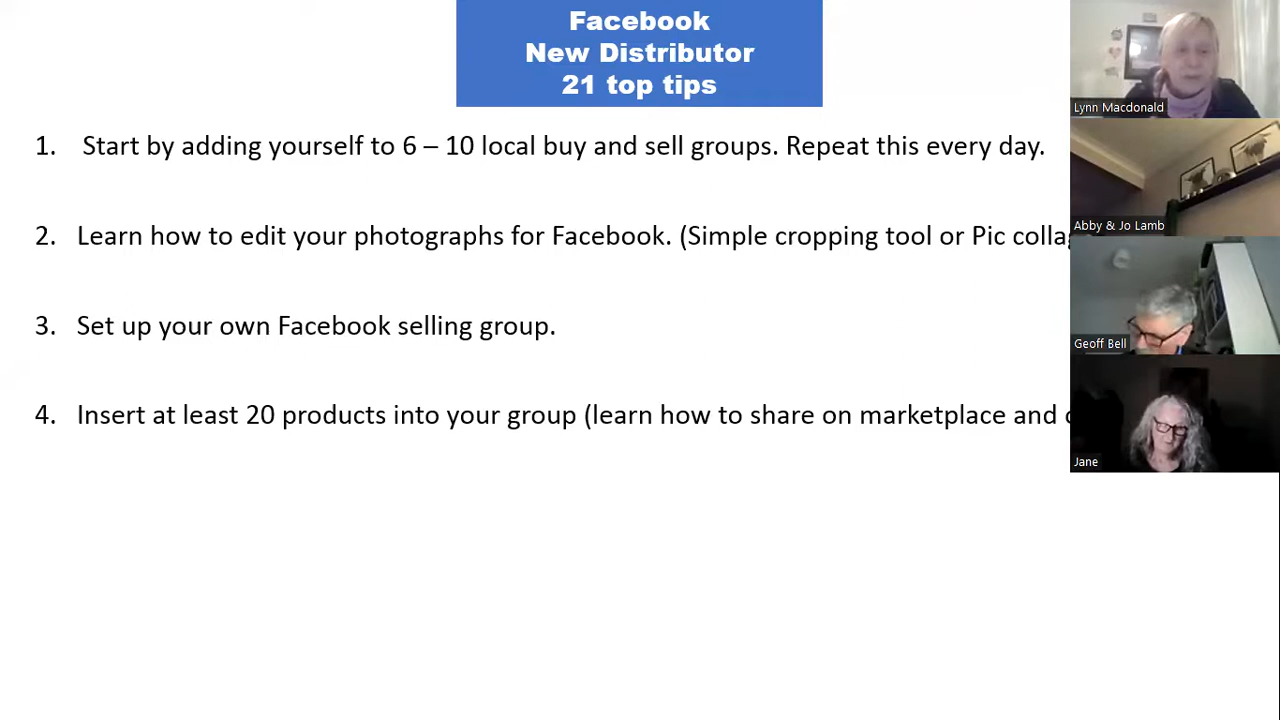 Facebook
New Distributor
21 top tips
1. Start by adding yourself to 6 – 10 local buy and sell groups. Repeat this every day.
2. Learn how to edit your photographs for Facebook. (Simple cropping tool or Pic
3. Set up your own Facebook selling group.
4. Insert at least 20 products into your group (learn how to share on marketplace and
Lynn Macdonald
Abby & Jo Lamb
Geoff Bell
Jane